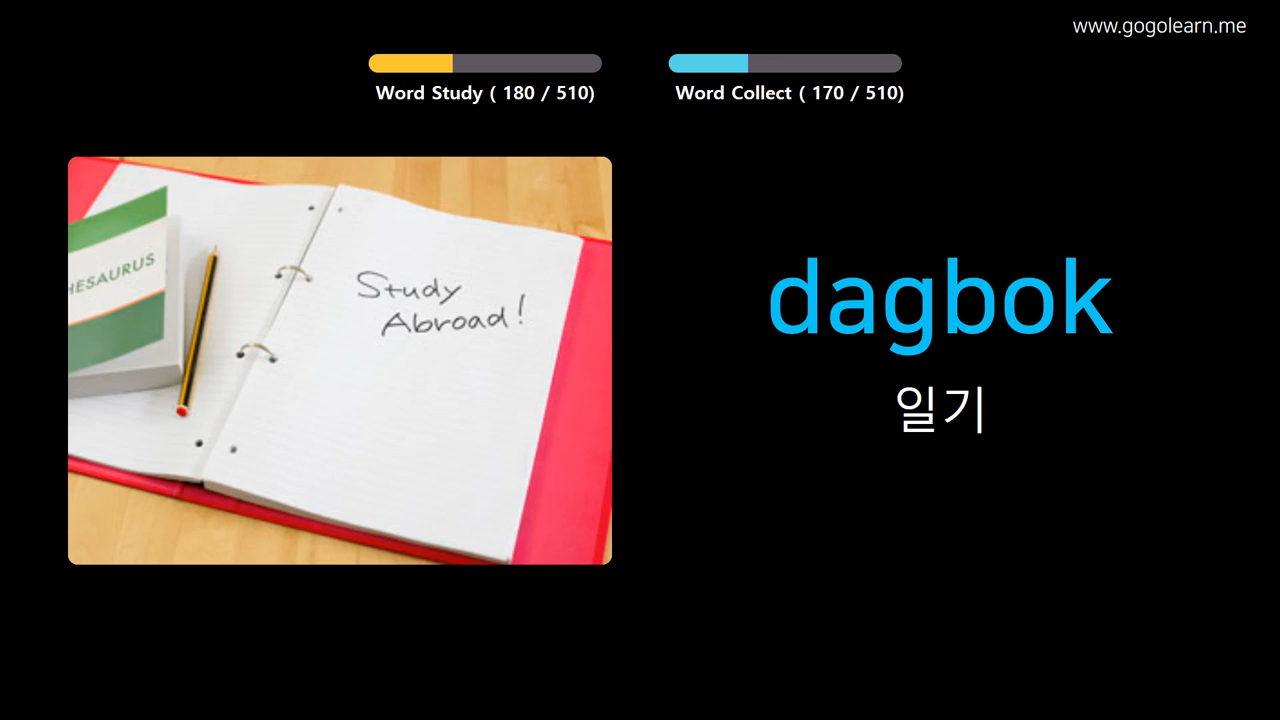 www.gogolearn.me
Word Study ( 180 / 510)
Word Collect ( 170 / 510)
HESAURUS
Study
Abroad!
dagbok
일기